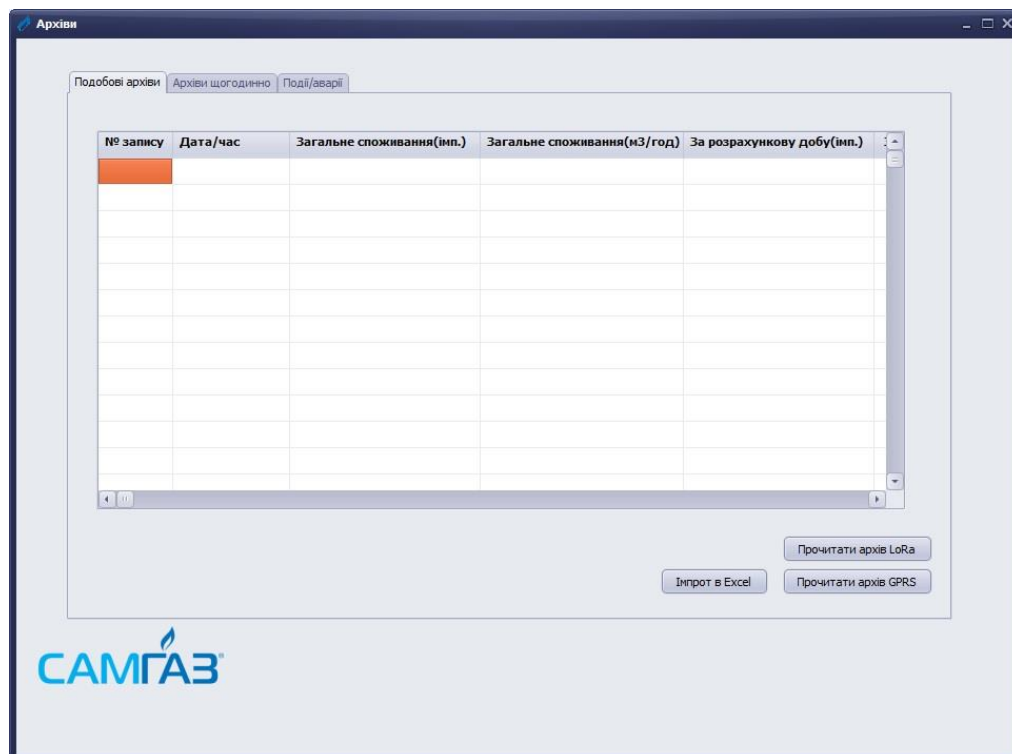 Архіви
Подобові архіви Архіви щогодинно Події/аварії
№ запису Дата/час Загальне споживання(імп.) Загальне споживання(м3/год) За розрахункову добу(імп.)
Прочитати архів LoRa
Імпрот в Excel Прочитати архів GPRS
САМГАЗ